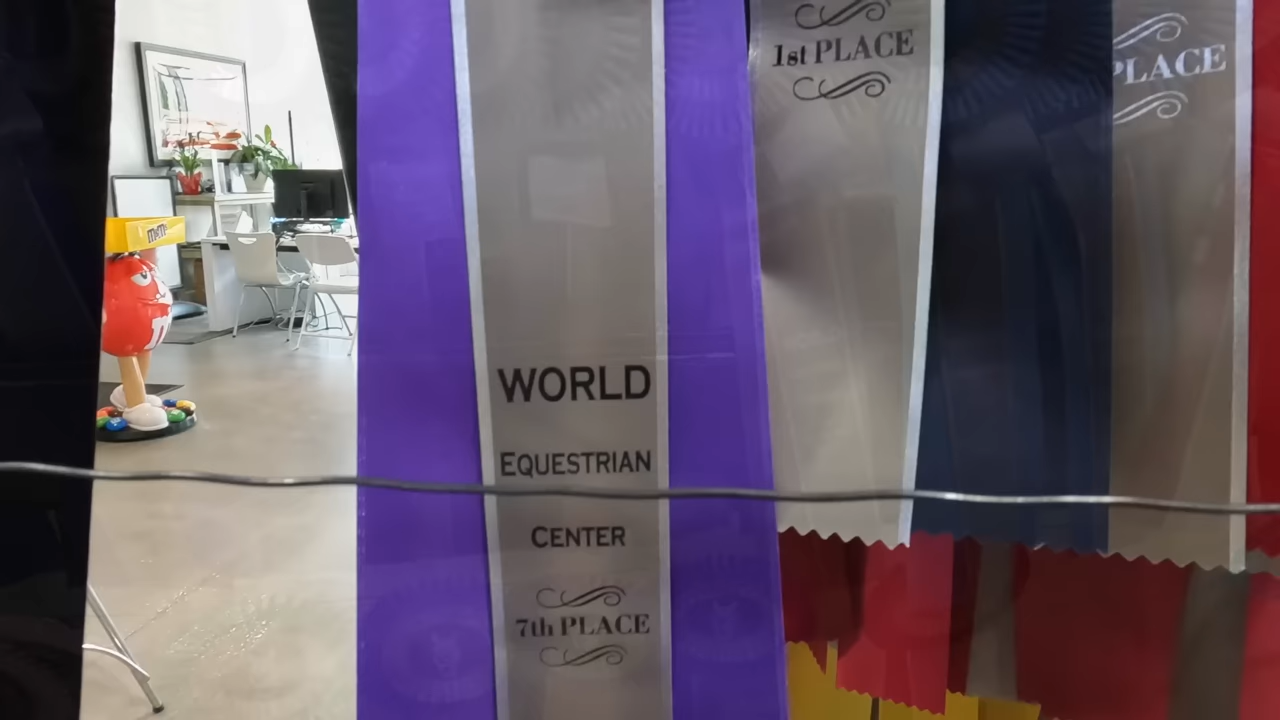 m&m's
m
WORLD
EQUESTRIAN
CENTER
7th PLACE
1st PLACE
PLACE